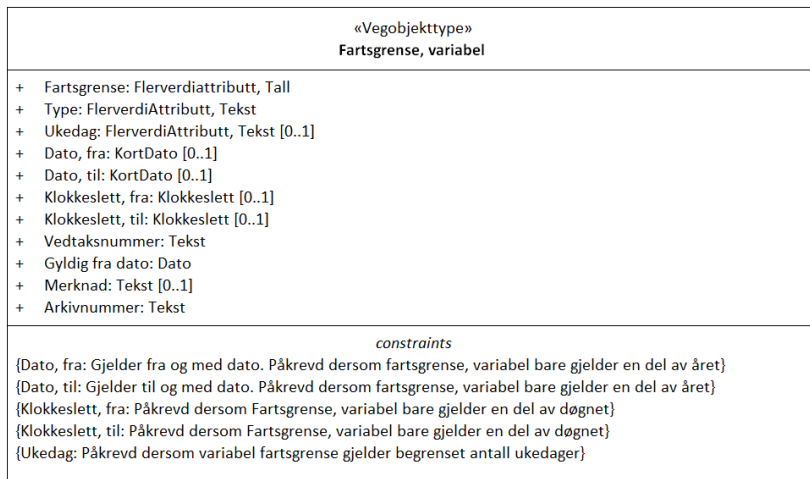 «Vegobjekttype»
Fartsgrense, variabel
+ Fartsgrense: Flerverdiattributt, Tall
+ Type: FlerverdiAttributt, Tekst
+ Ukedag: FlerverdiAttributt, Tekst [0..1]
+ Dato, fra: KortDato [0..1]
+ Dato, til: KortDato [0..1]
+ Klokkeslett, fra: Klokkeslett [0..1]
+ Klokkeslett, til: Klokkeslett [0..1]
+ Vedtaksnummer: Tekst
+ Gyldig fra dato: Dato
+ Merknad: Tekst [0..1]
+ Arkivnummer: Tekst
constraints
{Dato, fra: Gjelder fra og med dato. Påkrevd dersom fartsgrense, variabel bare gjelder en del av året}
{Dato, til: Gjelder til og med dato. Påkrevd dersom fartsgrense, variabel bare gjelder en del av året}
{Klokkeslett, fra: Påkrevd dersom Fartsgrense, variabel bare gjelder en del av døgnet}
{Klokkeslett, til: Påkrevd dersom Fartsgrense, variabel bare gjelder en del av døgnet}
{Ukedag: Påkrevd dersom variabel fartsgrense gjelder begrenset antall ukedager}